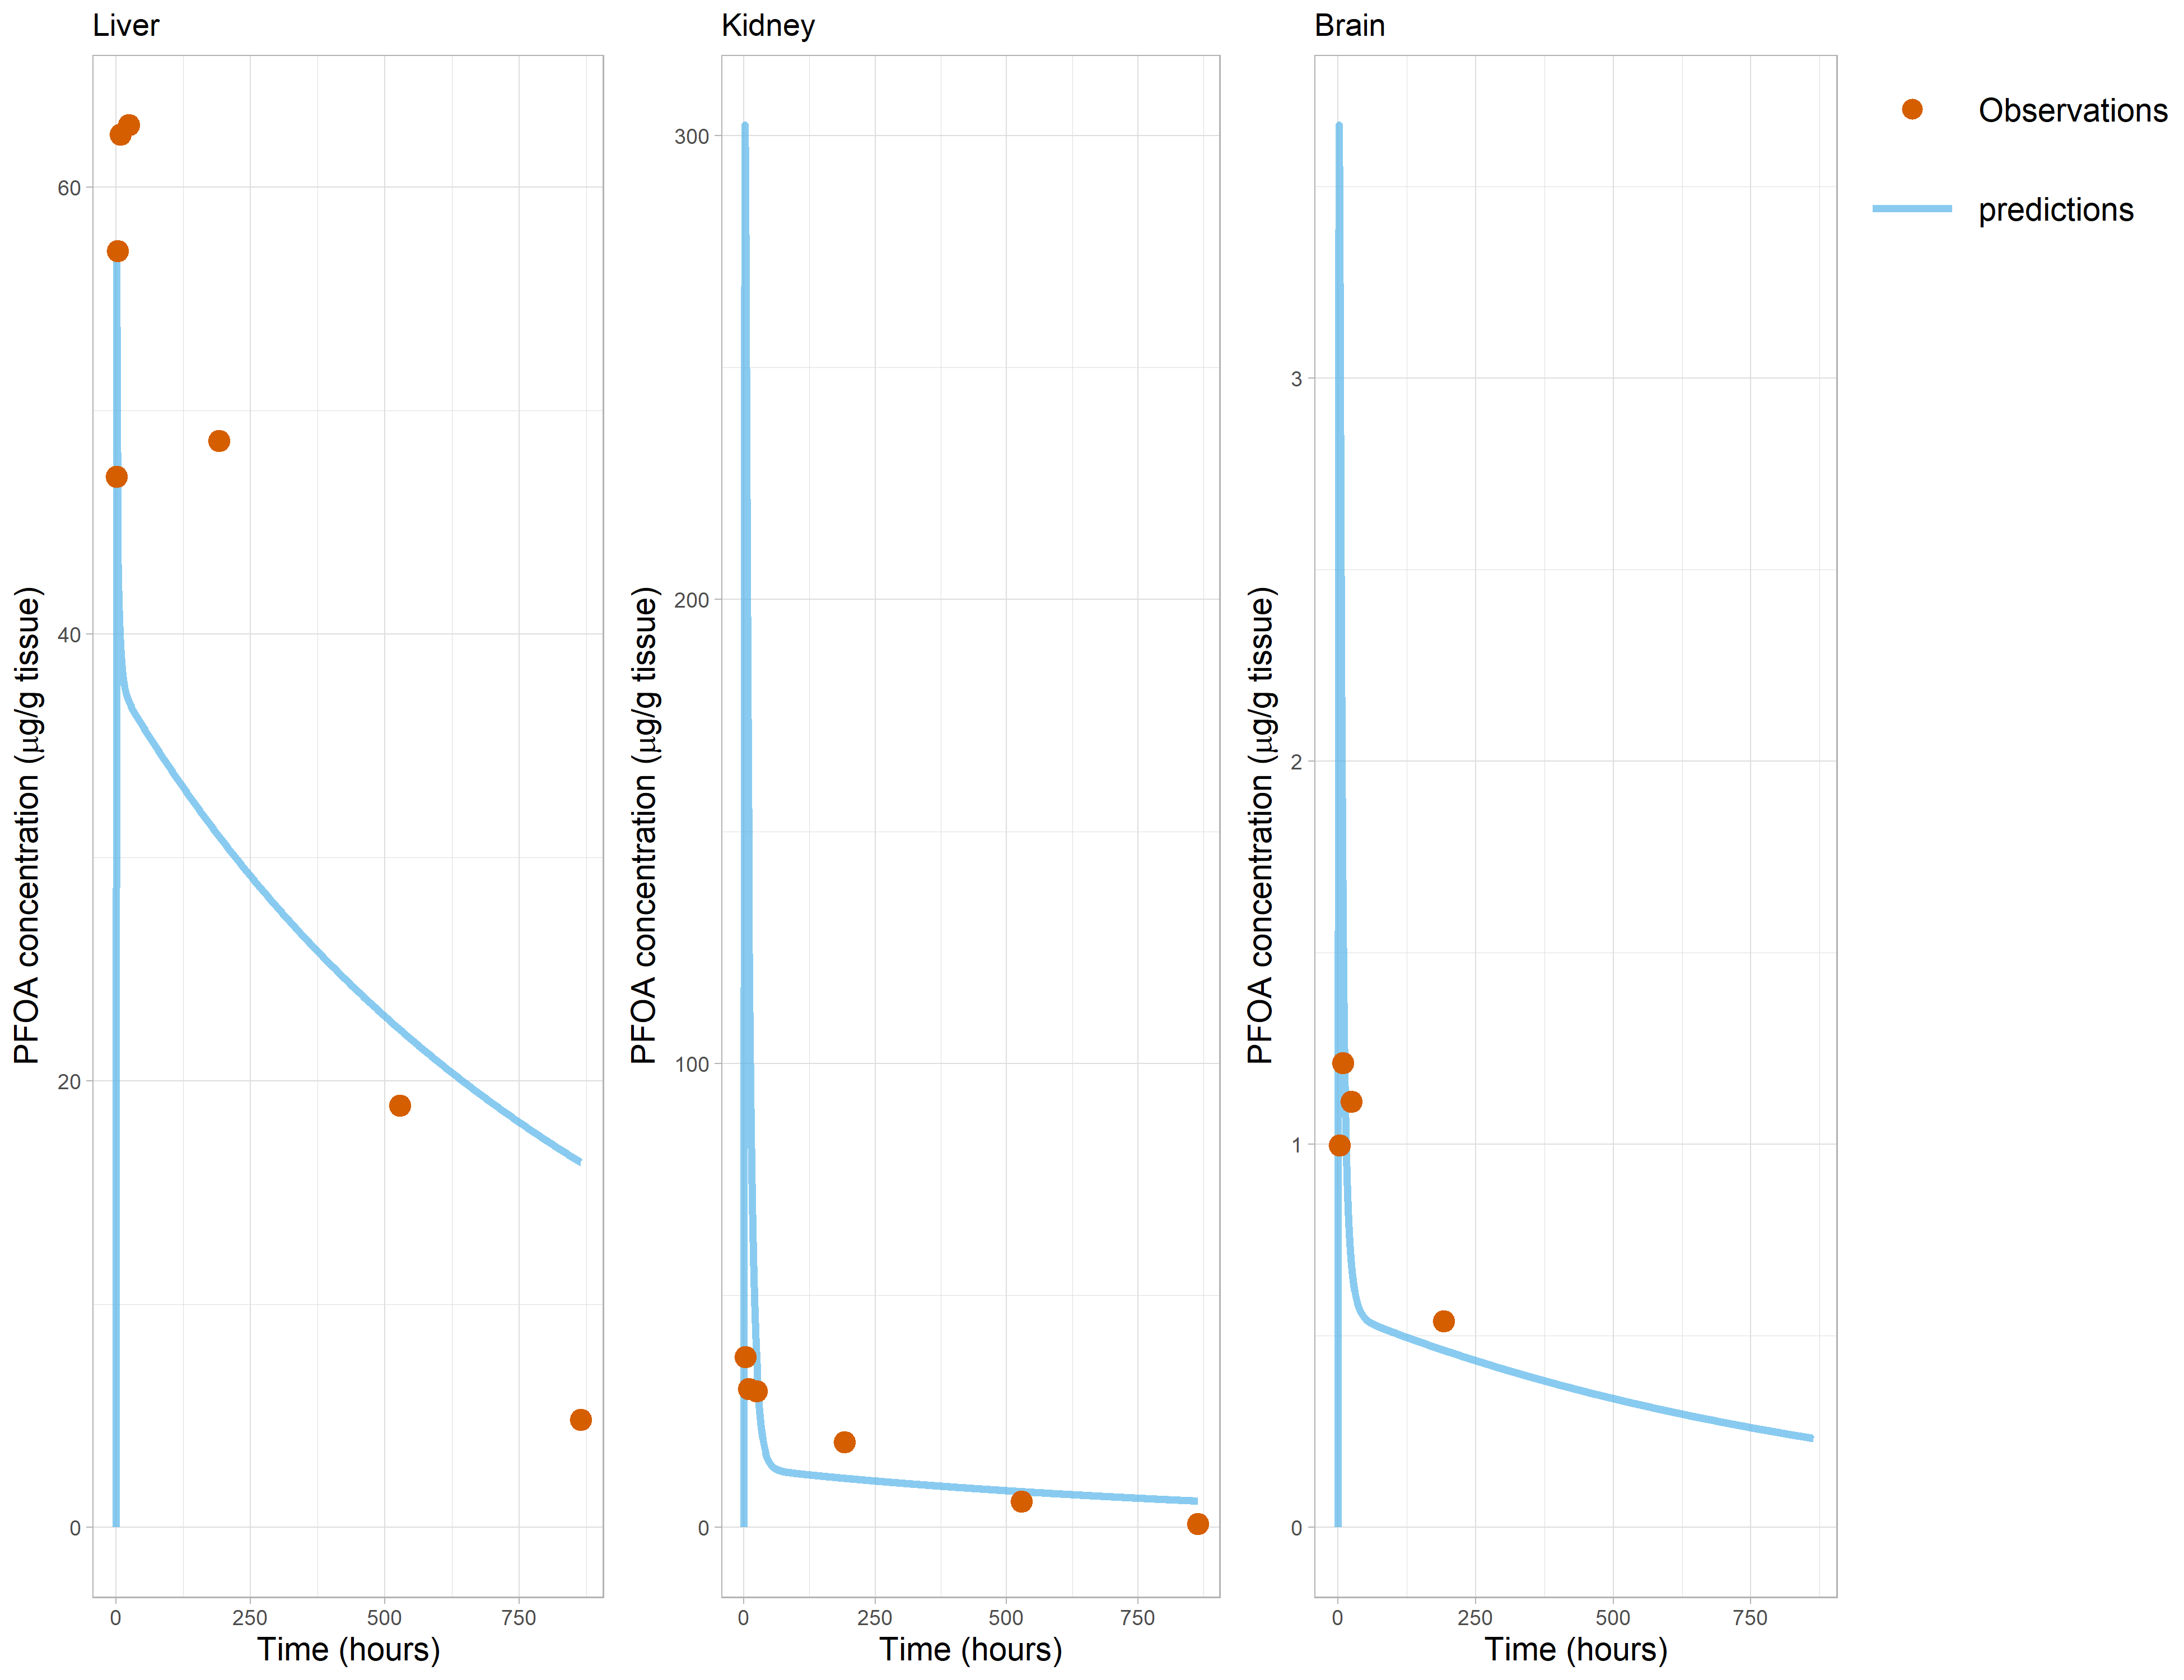 Liver
PFOA concentration (μg/g tissue)
60
40
20
0
0 250 500 750
Time (hours)
Kidney
PFOA concentration (μg/g tissue)
300
200
100
0
0 250 500 750
Time (hours)
Brain
PFOA concentration (μg/g tissue)
3
2
1
0
0 250 500 750
Time (hours)
Observations
predictions